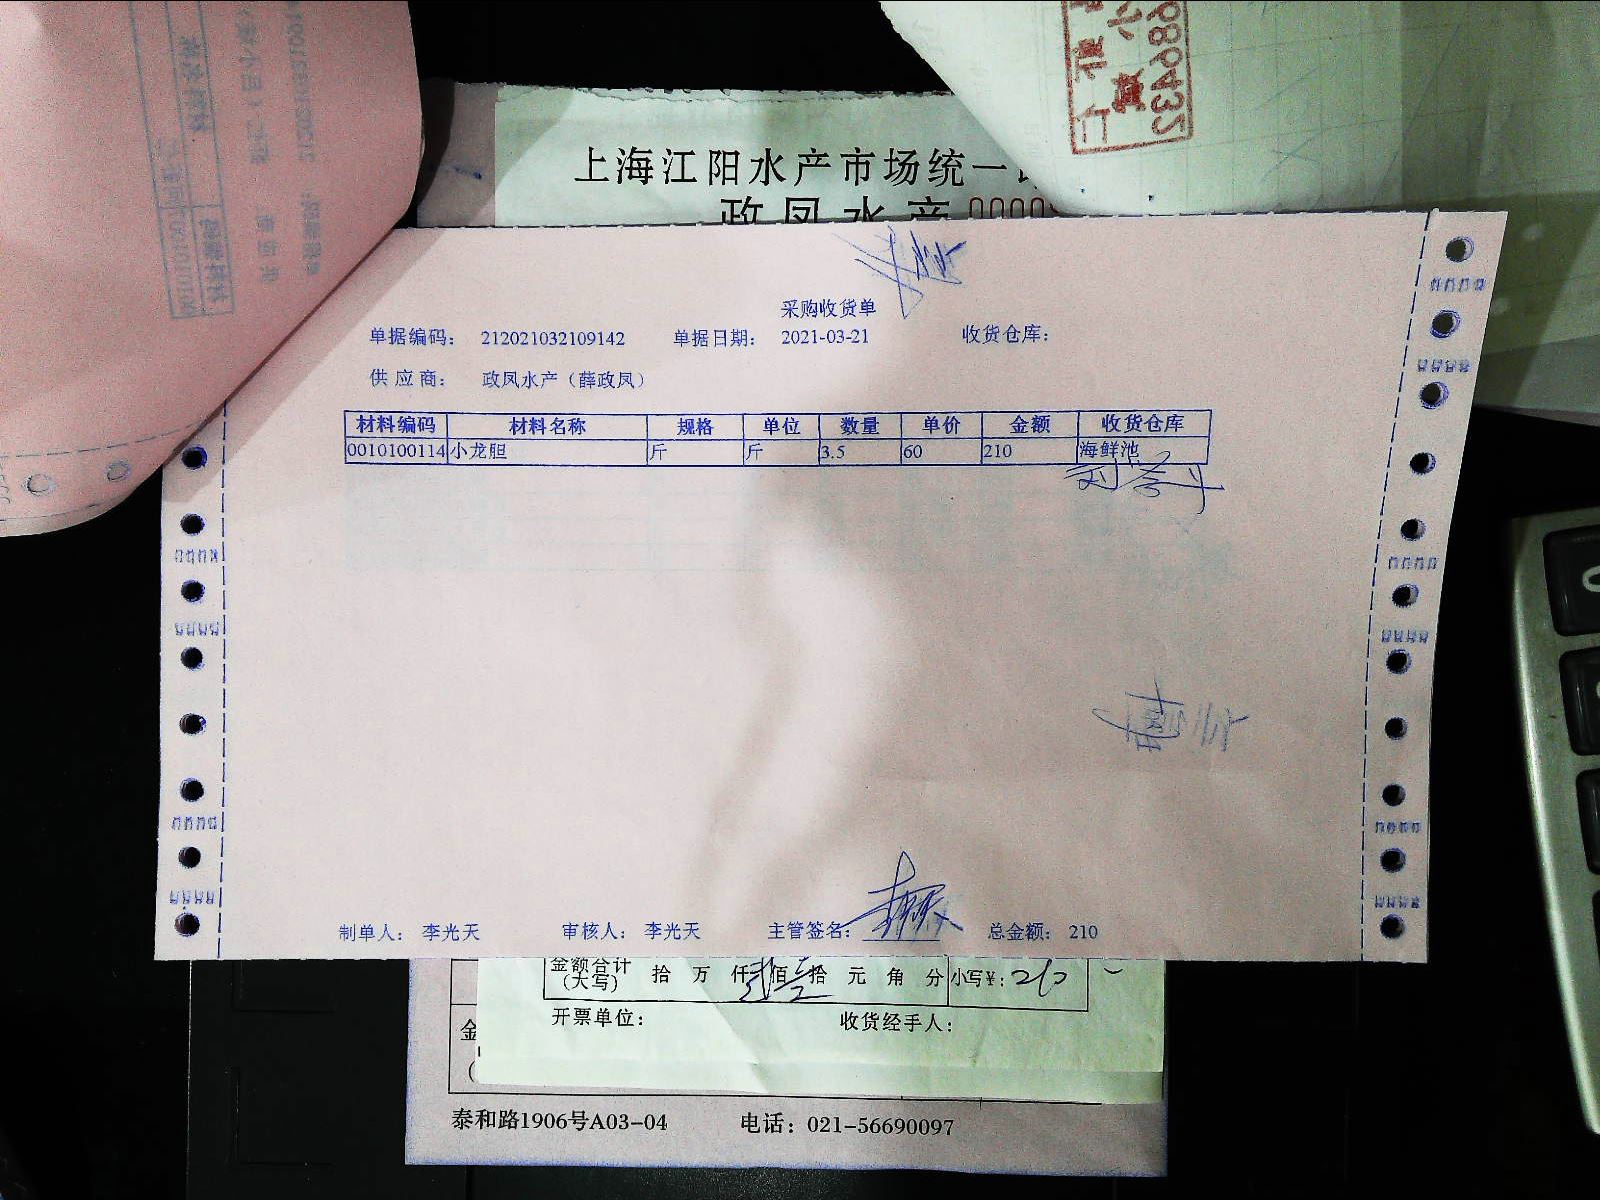 上海江阳水产市场统一
政凤水产
采购收货单
单据编码： 212021032109142 单据日期： 2021-03-21 收货仓库：
供应商： 政凤水产（薛政凤）
材料编码 材料名称 规格 单位 数量 单价 金额 收货仓库
0010100114 小龙胆 斤 斤 3.5 60 210 海鲜池
制单人： 李光天 审核人： 李光天 主管签名： 总金额： 210
金额合计 拾 万 仟 贰 佰 壹 拾 元 角 分 小写¥: 210
（大写）
开票单位： 收货经手人：
金
泰和路1906号A03-04 电话：021-56690097